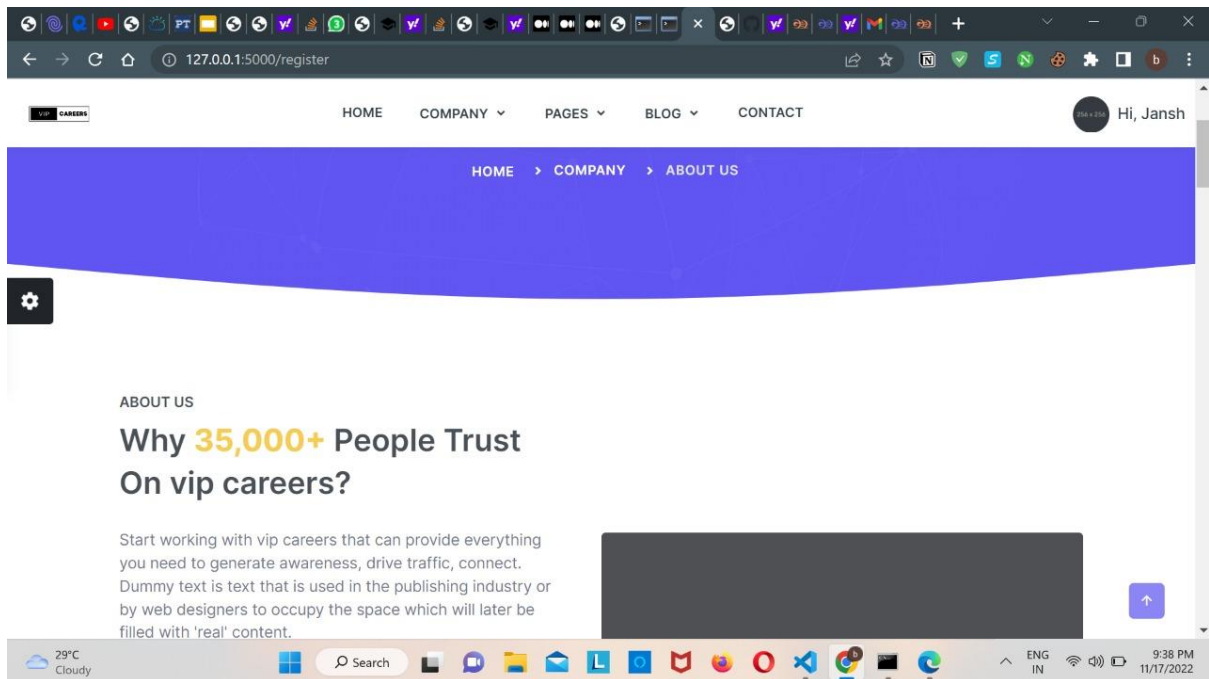 PT
127.0.0.1:5000/register
b
VIP CAREERS
HOME COMPANY PAGES BLOG CONTACT
256 x 256
Hi, Jansh
HOME > COMPANY > ABOUT US
ABOUT US
Why 35,000+ People Trust
On vip careers?
Start working with vip careers that can provide everything
you need to generate awareness, drive traffic, connect.
Dummy text is text that is used in the publishing industry or
by web designers to occupy the space which will later be
filled with 'real' content.
29°C
Cloudy
Search
L
ENG
IN
9:38 PM
11/17/2022